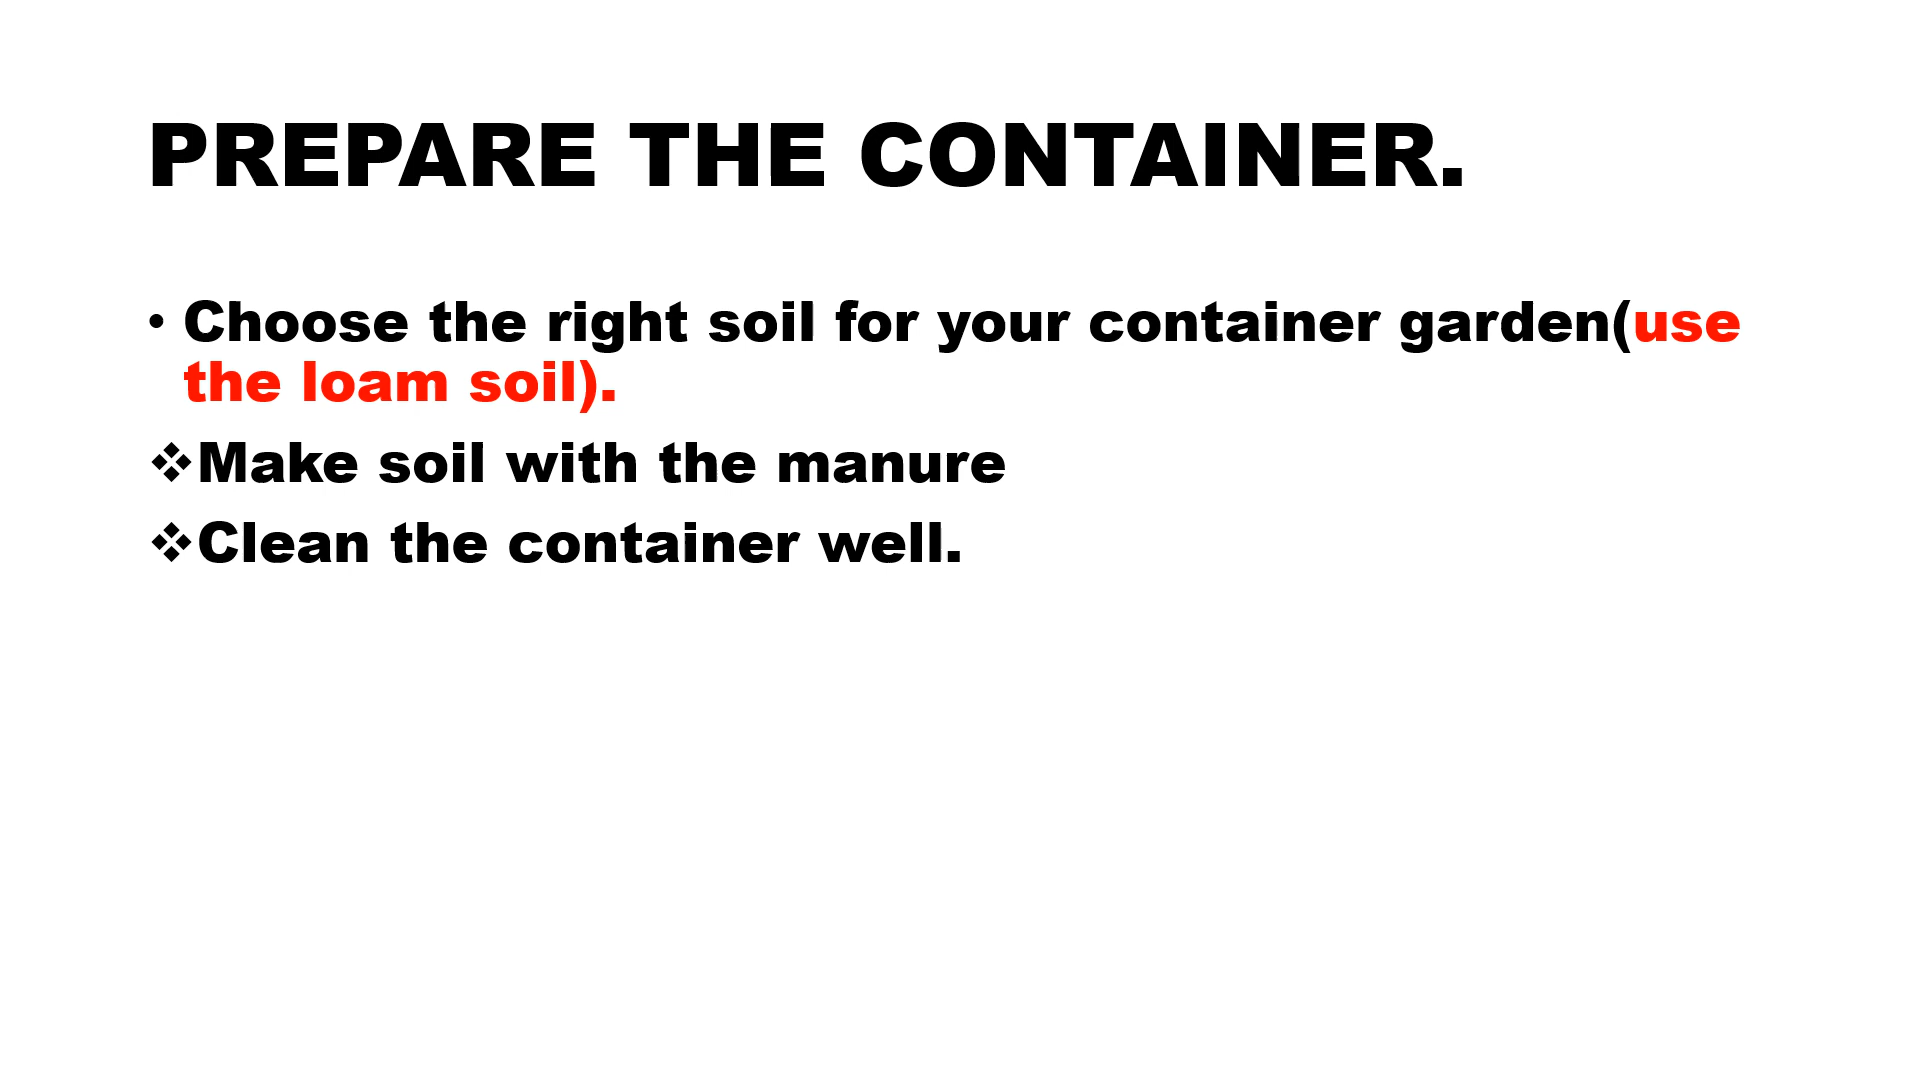 PREPARE THE CONTAINER.
• Choose the right soil for your container garden(use
the loam soil).
❖Make soil with the manure
❖Clean the container well.